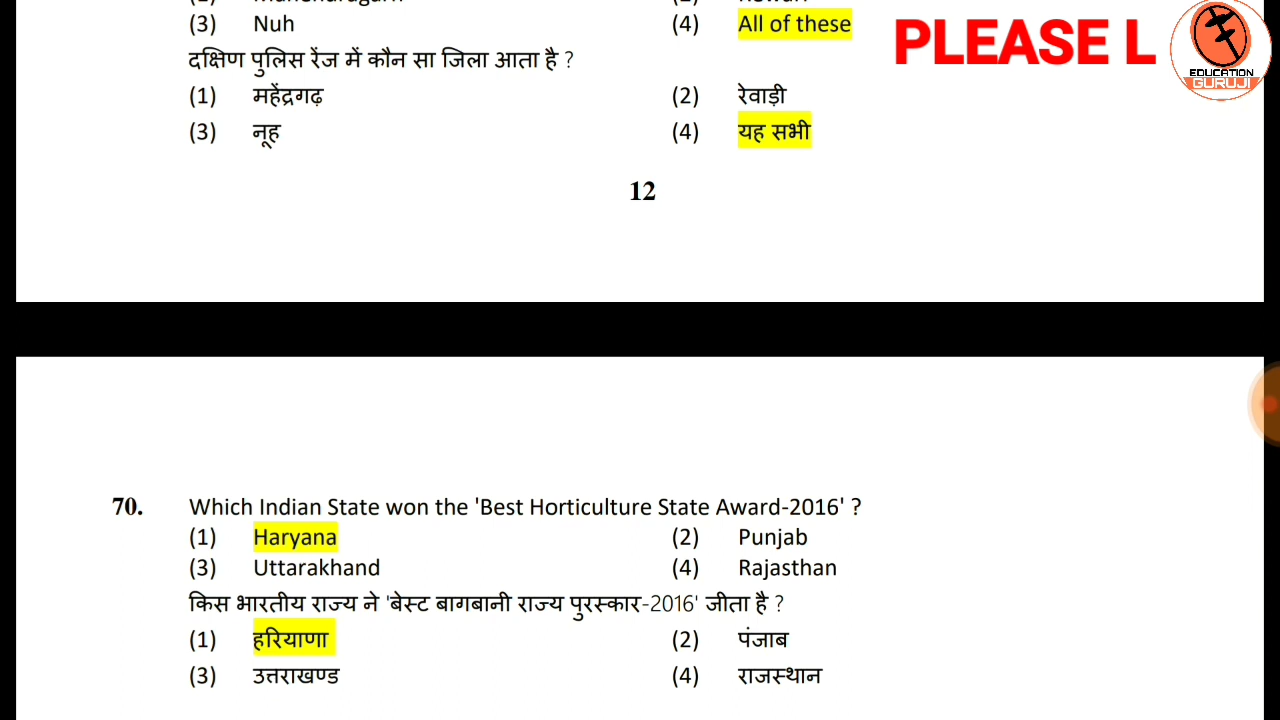 (3) Nuh (4) All of these
दक्षिण पुलिस रेंज में कौन सा जिला आता है ?
(1) महेंद्रगढ़ (2) रेवाड़ी
(3) नूह (4) यह सभी
12
PLEASE L
EDUCATION
GURUJI
70. Which Indian State won the 'Best Horticulture State Award-2016' ?
(1) Haryana (2) Punjab
(3) Uttarakhand (4) Rajasthan
किस भारतीय राज्य ने 'बेस्ट बागबानी राज्य पुरस्कार-2016' जीता है ?
(1) हरियाणा (2) पंजाब
(3) उत्तराखण्ड (4) राजस्थान